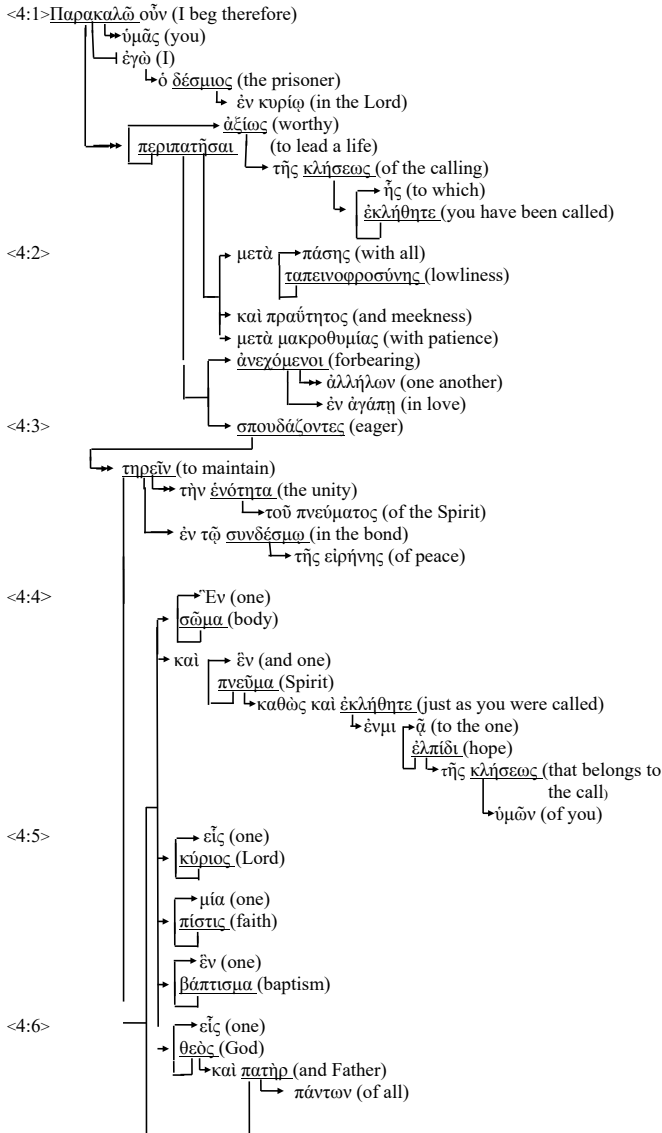 <4:1>Παρακαλῶ οὖν (I beg therefore)
ὑμᾶς (you)
ἐγὼ (I)
ὁ δέσμιος (the prisoner)
ἐν κυρίῳ (in the Lord)
ἀξίως (worthy)
περιπατῆσαι (to lead a life)
τῆς κλήσεως (of the calling)
ἧς (to which)
ἐκλήθητε (you have been called)
<4:2> μετὰ πάσης (with all)
ταπεινοφροσύνης (lowliness)
καὶ πραΰτητος (and meekness)
μετὰ μακροθυμίας (with patience)
ἀνεχόμενοι (forbearing)
ἀλλήλων (one another)
ἐν ἀγάπῃ (in love)
<4:3> σπουδάζοντες (eager)
τηρεῖν (to maintain)
τὴν ἑνότητα (the unity)
τοῦ πνεύματος (of the Spirit)
ἐν τῷ συνδέσμῳ (in the bond)
τῆς εἰρήνης (of peace)
<4:4> Ἓν (one)
σῶμα (body)
καὶ ἓν (and one)
πνεῦμα (Spirit)
καθὼς καὶ ἐκλήθητε (just as you were called)
ἐνμι ᾷ (to the one)
ἐλπίδι (hope)
τῆς κλήσεως (that belongs to
the call)
ὑμῶν (of you)
<4:5> εἷς (one)
κύριος (Lord)
μία (one)
πίστις (faith)
ἓν (one)
βάπτισμα (baptism)
<4:6> εἷς (one)
θεὸς (God)
καὶ πατὴρ (and Father)
πάντων (of all)